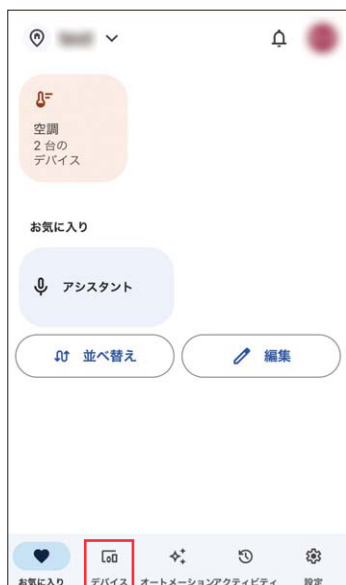 空調
2 台の
デバイス
お気に入り
アシスタント
並べ替え
編集
お気に入り デバイス オートメーション アクティビティ 設定